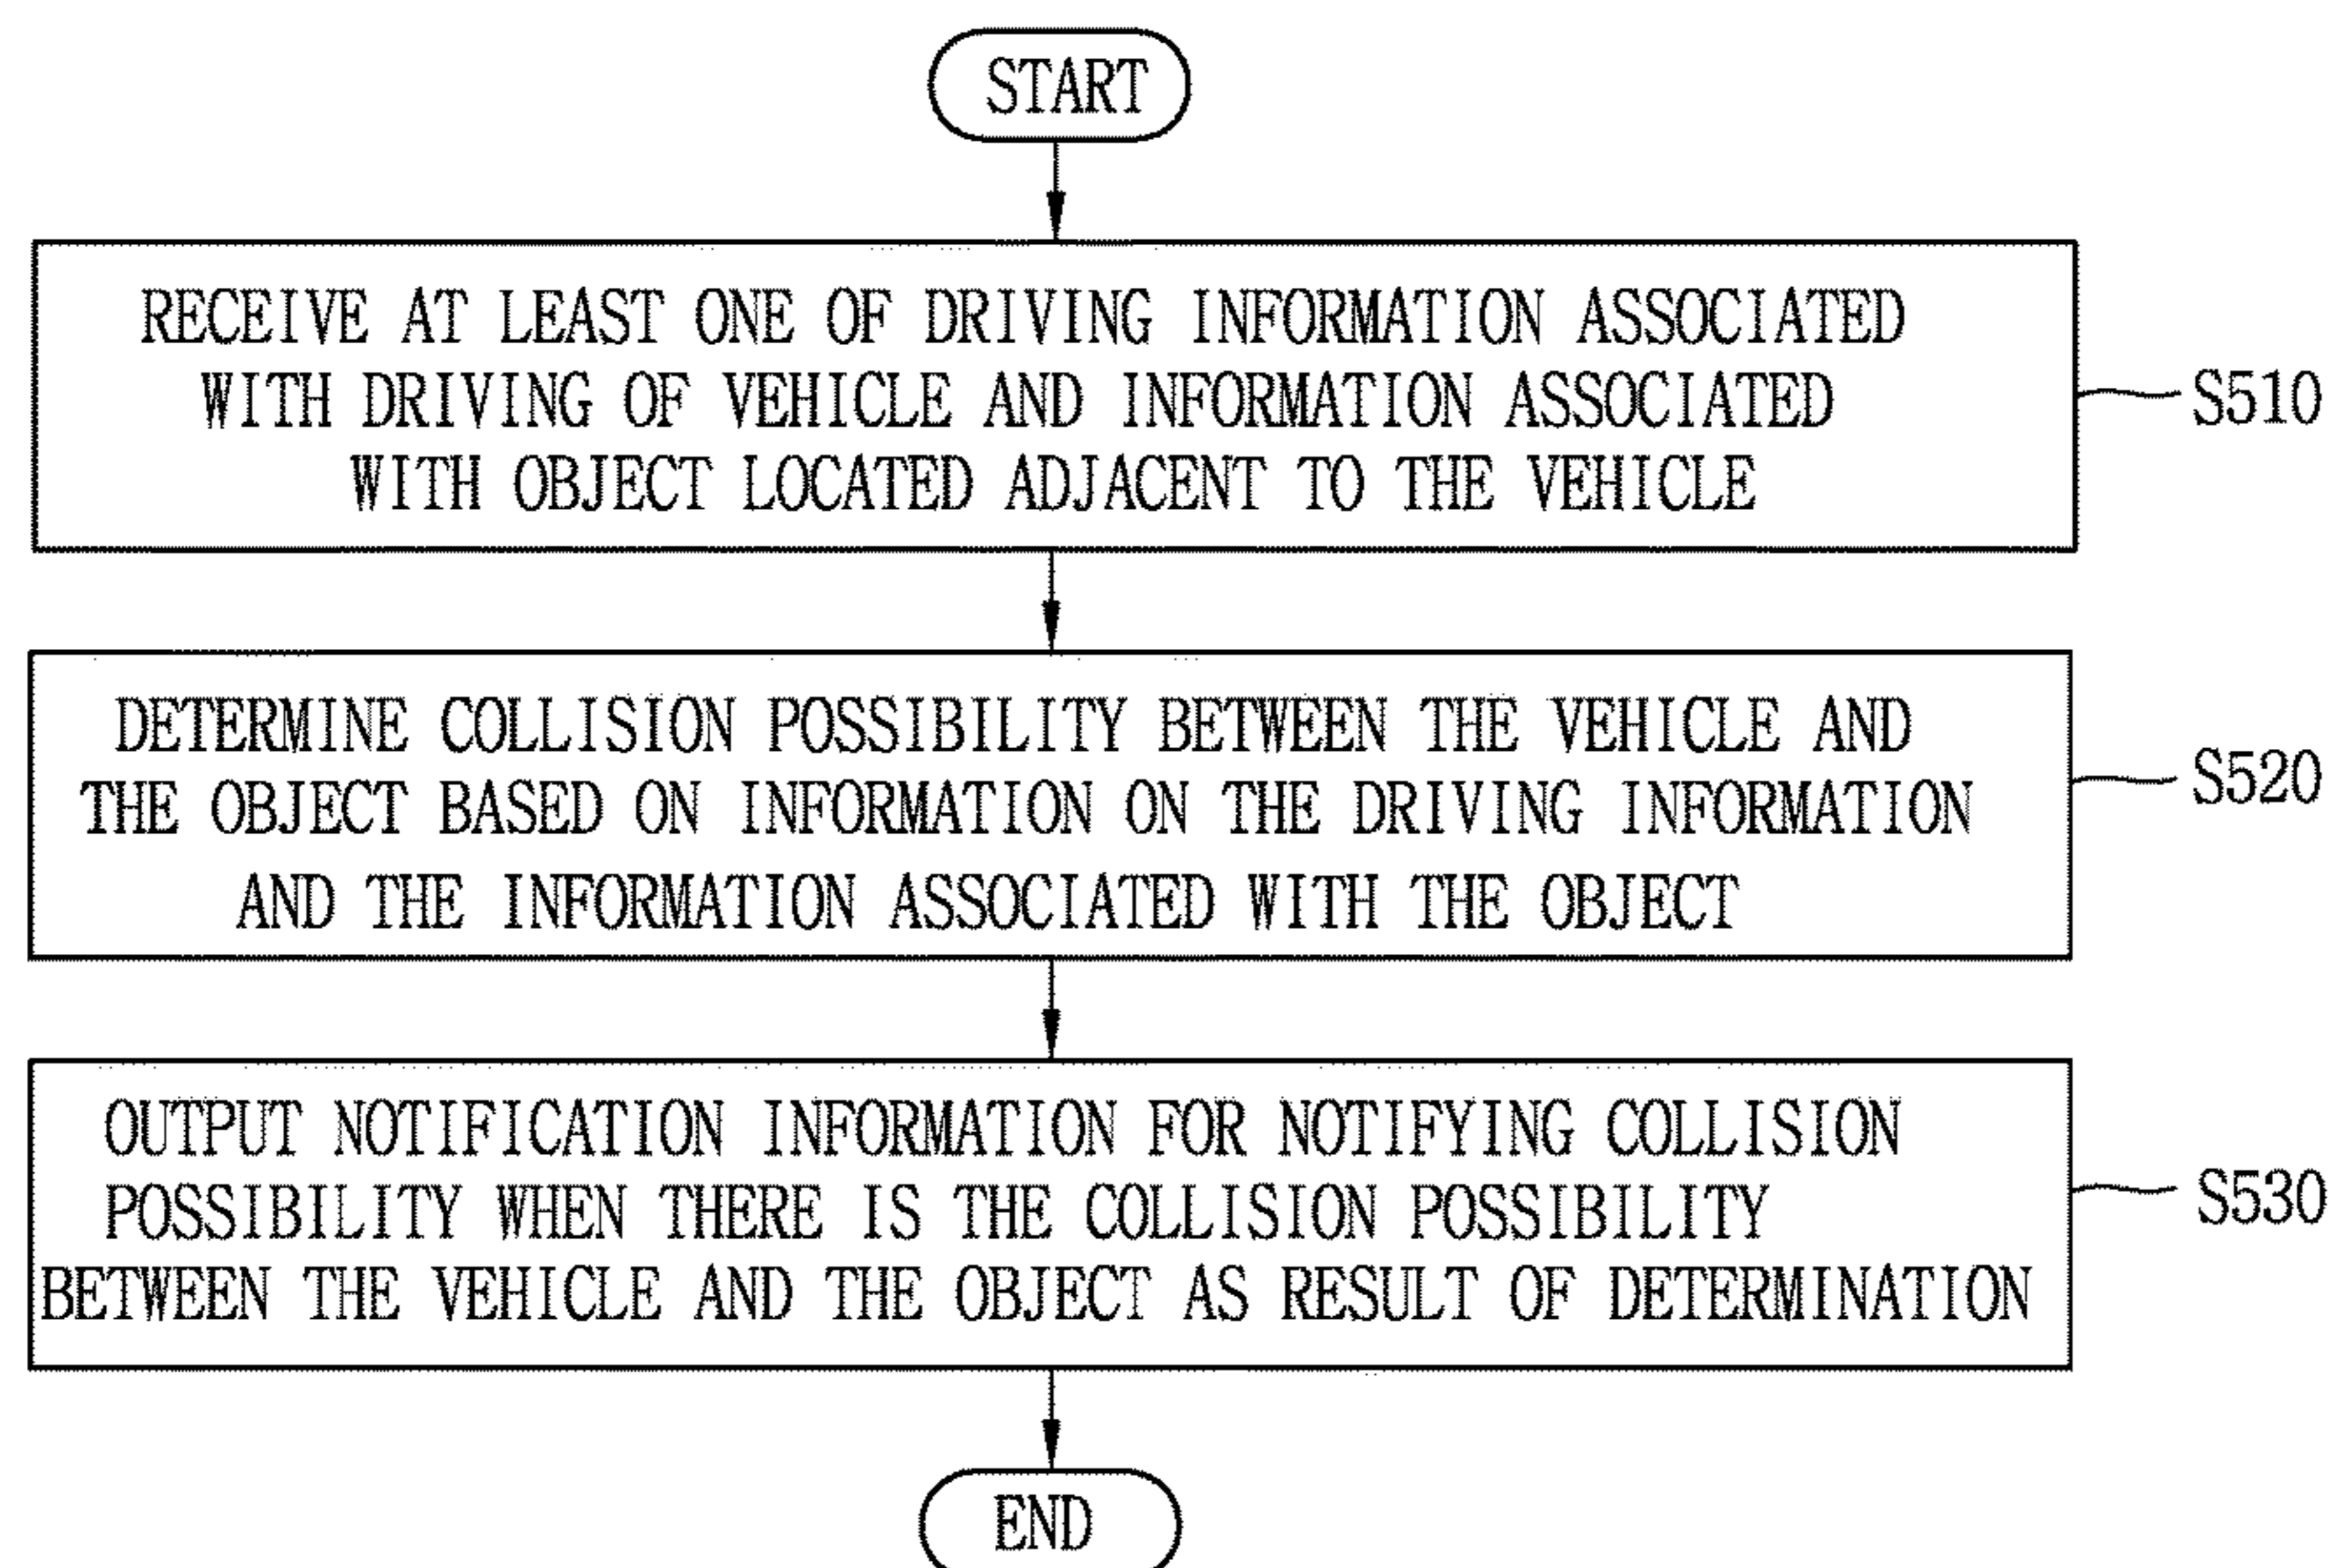 START
RECEIVE AT LEAST ONE OF DRIVING INFORMATION ASSOCIATED
WITH DRIVING OF VEHICLE AND INFORMATION ASSOCIATED
WITH OBJECT LOCATED ADJACENT TO THE VEHICLE
S510
DETERMINE COLLISION POSSIBILITY BETWEEN THE VEHICLE AND
THE OBJECT BASED ON INFORMATION ON THE DRIVING INFORMATION
AND THE INFORMATION ASSOCIATED WITH THE OBJECT
S520
OUTPUT NOTIFICATION INFORMATION FOR NOTIFYING COLLISION
POSSIBILITY WHEN THERE IS THE COLLISION POSSIBILITY
BETWEEN THE VEHICLE AND THE OBJECT AS RESULT OF DETERMINATION
S530
END